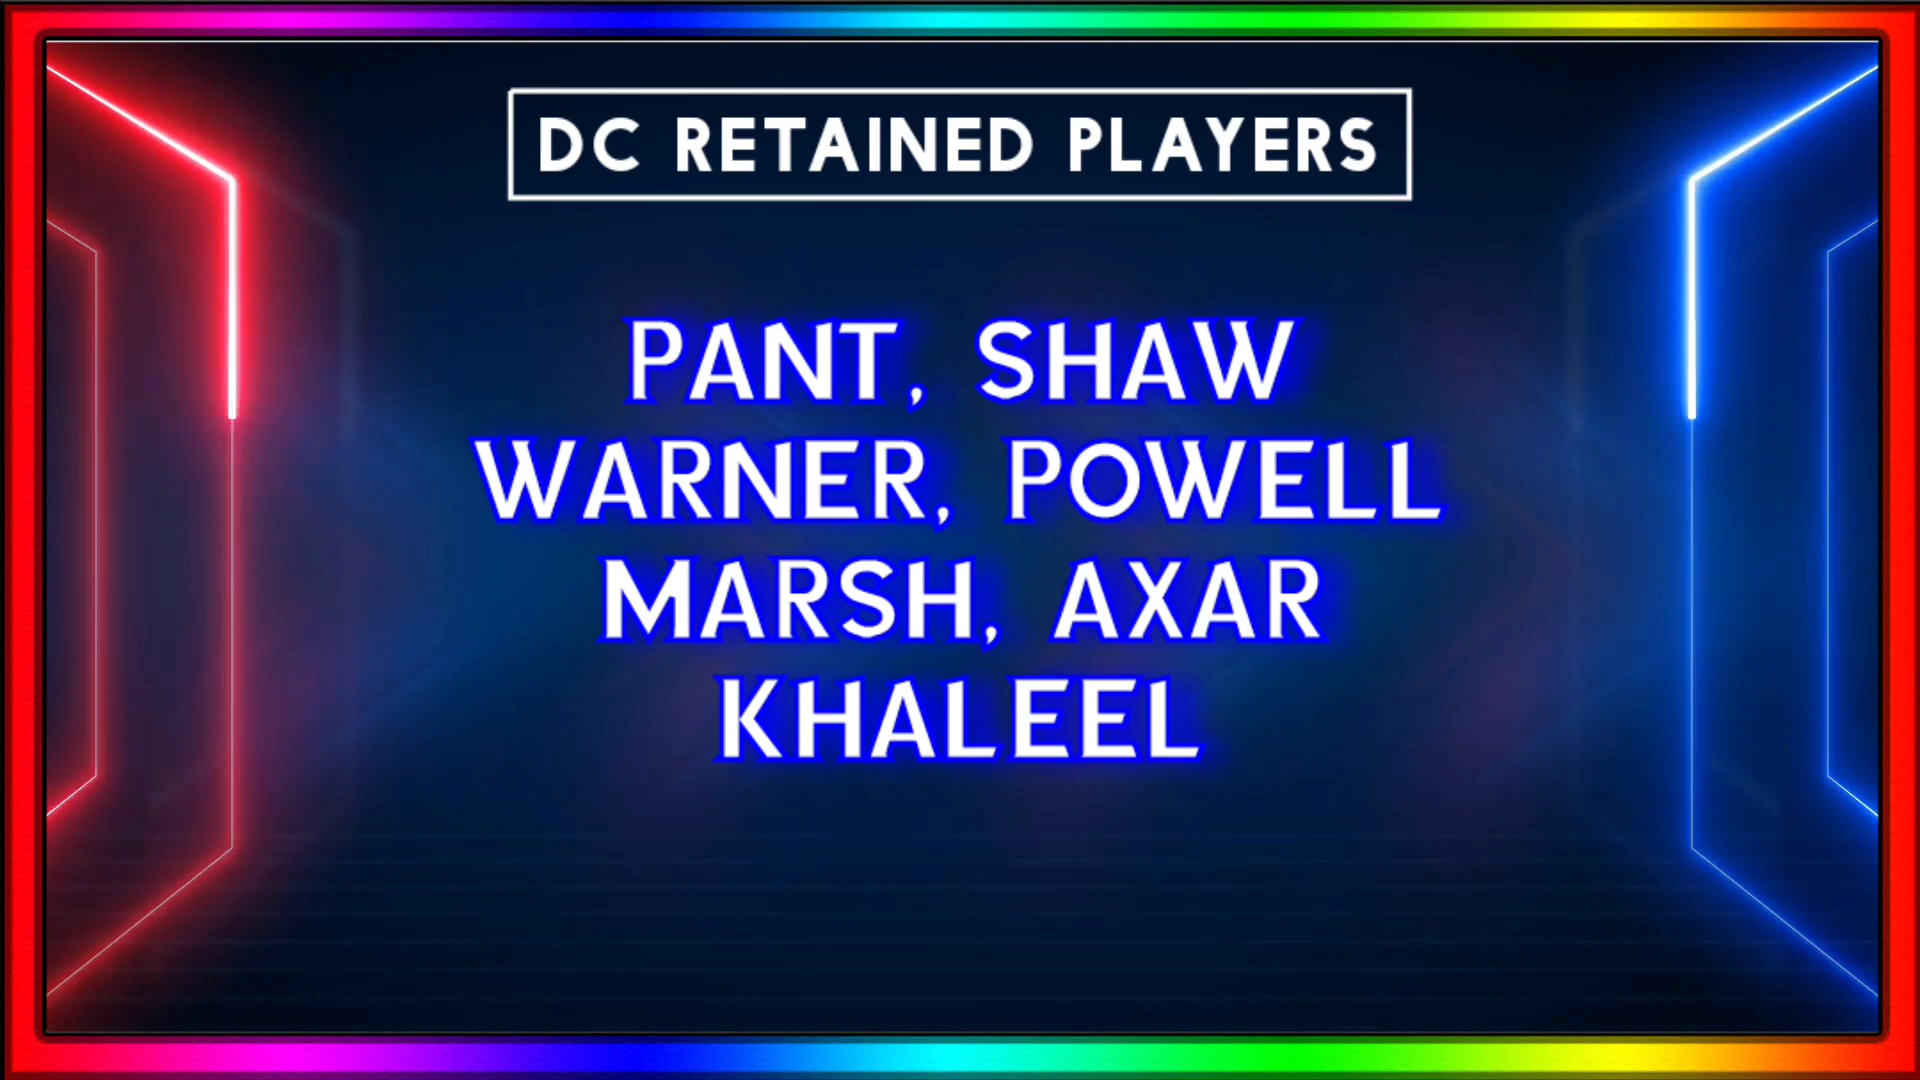 DC RETAINED PLAYERS
PANT, SHAW
WARNER, POWELL
MARSH, AXAR
KHALEEL